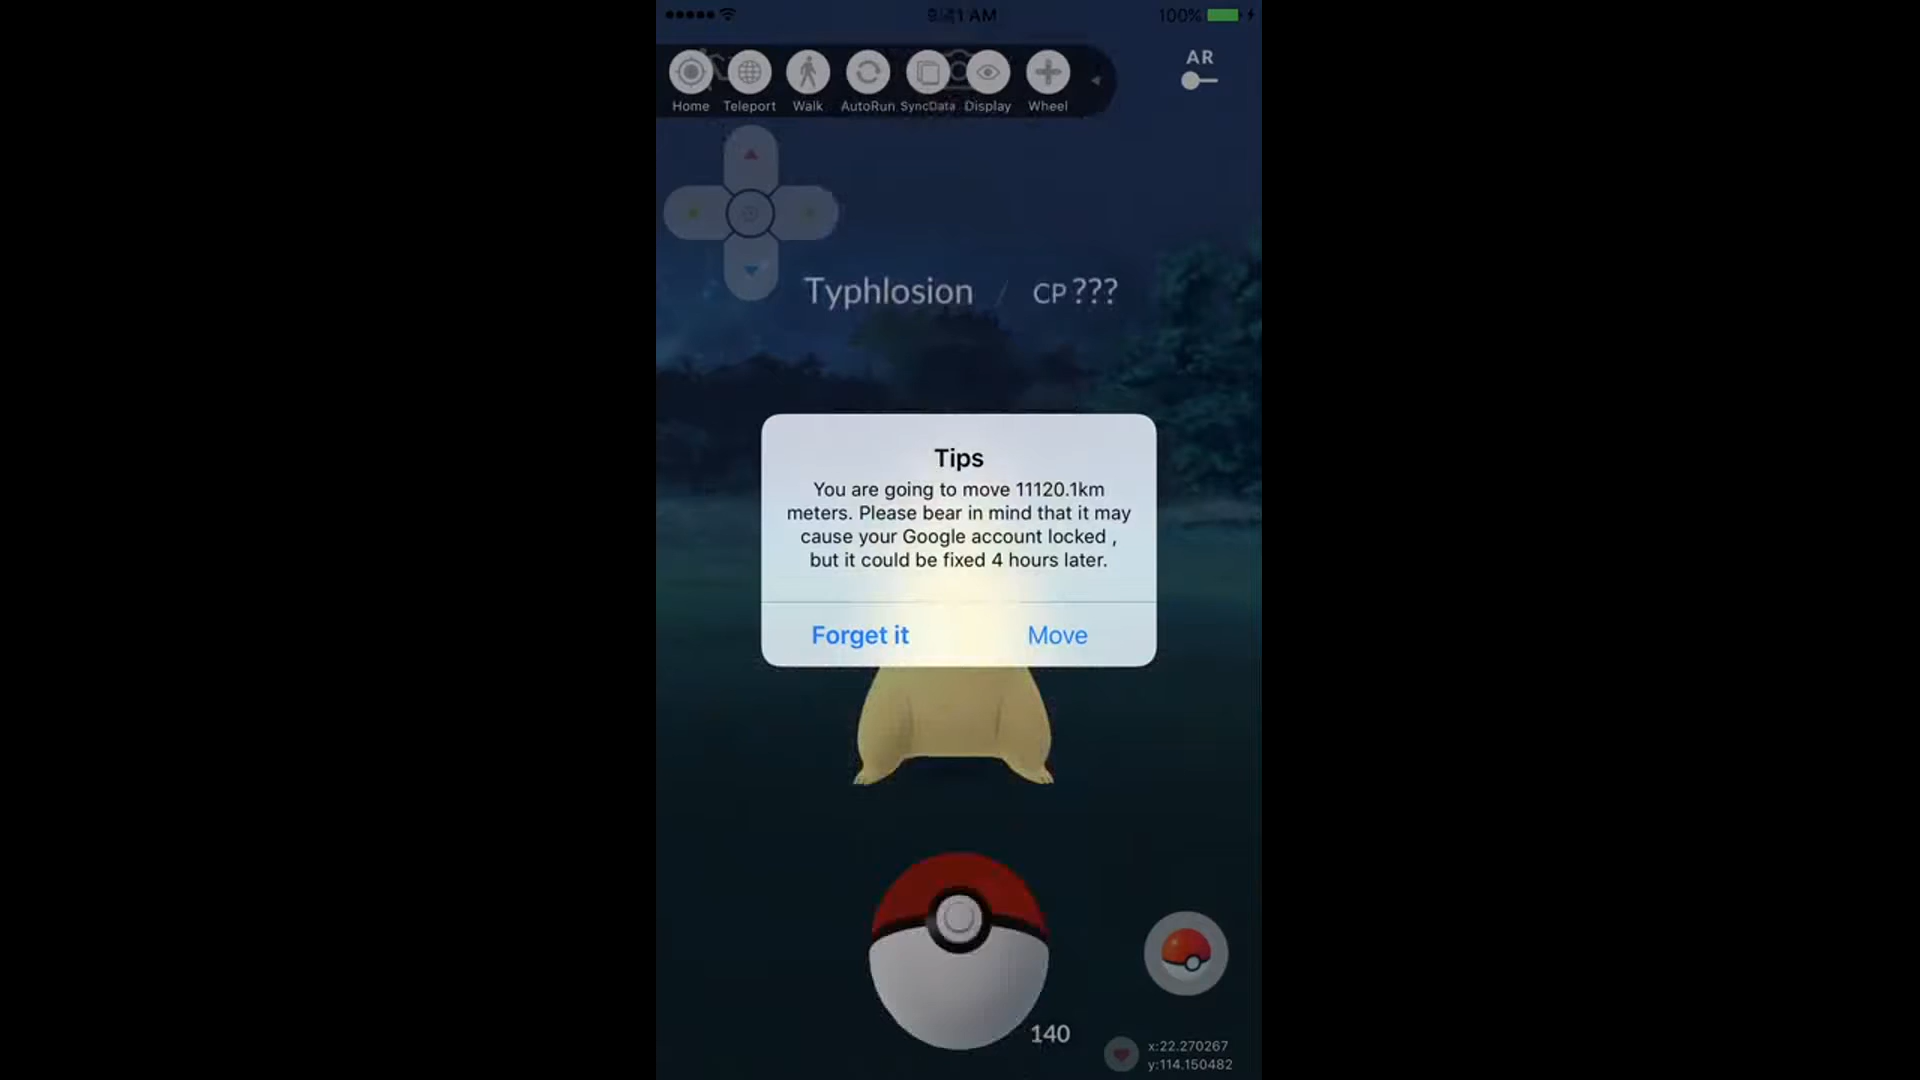 100%
AR
Home Teleport Walk AutoRun SyncData Display Wheel
Typhlosion / CP ???
Tips
You are going to move 11120.1km
meters. Please bear in mind that it may
cause your Google account locked ,
but it could be fixed 4 hours later.
Forget it Move
140
x:22.270267
y:114.150482